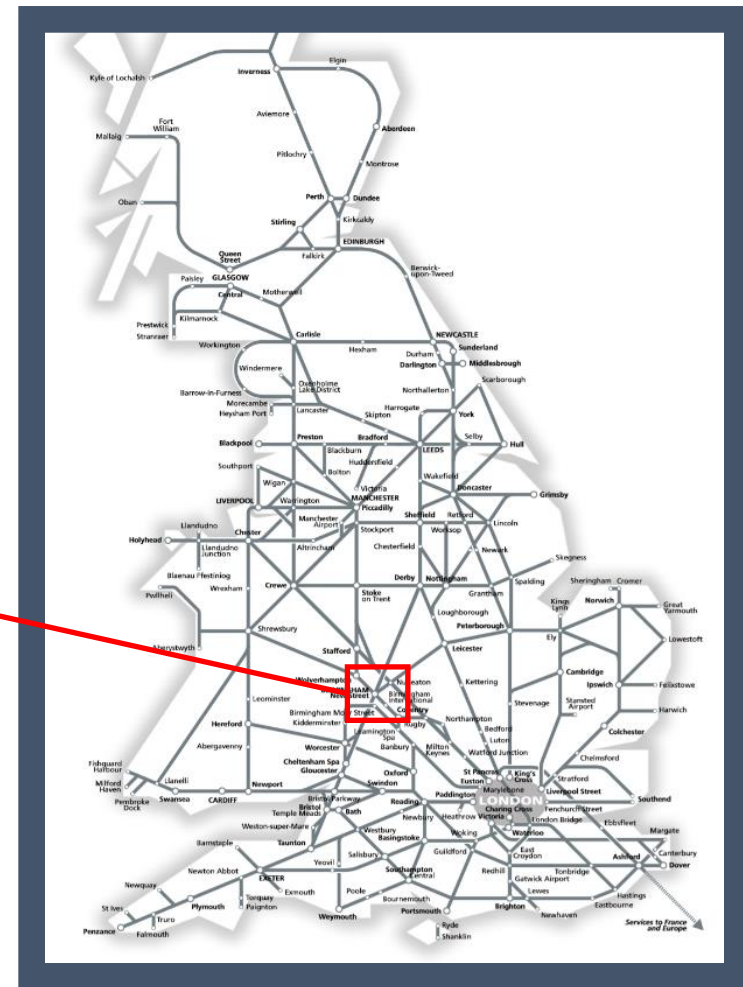 Elgin
Kyle of Lochalsh
Inverness
Aviemore
Fort
William
Aberdeen
Mallaig
Pitlochry
Montrose
Perth
Dundee
Oban
Kirkcaldy
Stirling
EDINBURGH
Queen
Street
Falkirk
Berwick-
upon-Tweed
Paisley
GLASGOW
Central
Motherwell
Kilmarnock
Prestwick
Stranraer
Carlisle
NEWCASTLE
Workington
Hexham
Sunderland
Durham
Darlington
Middlesbrough
Windermere
Oxenholme
Lake District
Scarborough
Barrow-in-Furness
Northallerton
Morecambe
Heysham Port
Lancaster
Harrogate
Skipton
York
Blackpool
Preston
Bradford
Selby
Hull
Blackburn
LEEDS
Southport
Huddersfield
Bolton
Wakefield
Wigan
Victoria
Doncaster
Grimsby
LIVERPOOL
Warrington
MANCHESTER
Piccadilly
Manchester
Airport
Sheffield
Retford
Llandudno
Stockport
Worksop
Lincoln
Holyhead
Chester
Llandudno
Junction
Altrincham
Chesterfield
Newark
Skegness
Blaenau Ffestiniog
Wrexham
Crewe
Stoke
on Trent
Derby
Nottingham
Grantham
Spalding
Sheringham
Cromer
Pwllheli
Kings
Lynn
Norwich
Great
Yarmouth
Loughborough
Shrewsbury
Peterborough
Ely
Lowestoft
Aberystwyth
Stafford
Leicester
Wolverhampton
Nuneaton
Cambridge
New Street
Birmingham
International
Kettering
Ipswich
Felixstowe
Leominster
Birmingham Moor Street
Coventry
Rugby
Stevenage
Stansted
Airport
Harwich
Hereford
Kidderminster
Northampton
Leamington
Spa
Bedford
Colchester
Abergavenny
Worcester
Banbury
Milton
Keynes
Luton
Watford Junction
Chelmsford
Fishguard
Harbour
Cheltenham Spa
Gloucester
Oxford
St Pancras
Euston
King's
Cross
Stratford
Milford
Haven
Llanelli
Swindon
Marylebone
Liverpool Street
Pembroke
Dock
Swansea
CARDIFF
Newport
Bristol Parkway
Reading
Paddington
LONDON
Southend
Bristol
Temple Meads
Bath
Newbury
Heathrow
Victoria
Charing Cross
Fenchurch Street
London Bridge
Ebbsfleet
Weston-super-Mare
Westbury
Basingstoke
Woking
Waterloo
Margate
Barnstaple
Taunton
Salisbury
Guildford
East
Croydon
Ashford
Canterbury
Dover
Newton Abbot
Yeovil
Southampton
Central
Redhill
Gatwick Airport
Tonbridge
Newquay
EXETER
Exmouth
Poole
Bournemouth
Lewes
Hastings
Eastbourne
St Ives
Plymouth
Torquay
Paignton
Weymouth
Portsmouth
Brighton
Newhaven
Truro
Penzance
Falmouth
Ryde
Shanklin
Services to France
and Europe